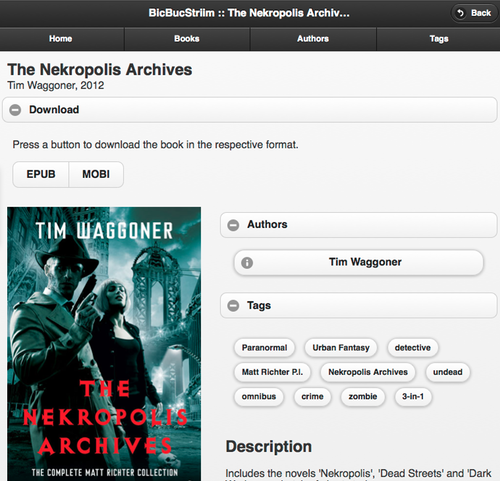 BicBucStriim :: The Nekropolis Archiv...
Back
Home
Books
Authors
Tags
The Nekropolis Archives
Tim Waggoner, 2012
Download
Press a button to download the book in the respective format.
EPUB
MOBI
TIM WAGGONER
THE
NEKROPOLIS
ARCHIVES
THE COMPLETE MATT RICHTER COLLECTION
Authors
Tim Waggoner
Tags
Paranormal
Urban Fantasy
detective
Matt Richter P.I.
Nekropolis Archives
undead
omnibus
crime
zombie
3-in-1
Description
Includes the novels 'Nekropolis', 'Dead Streets' and 'Dark